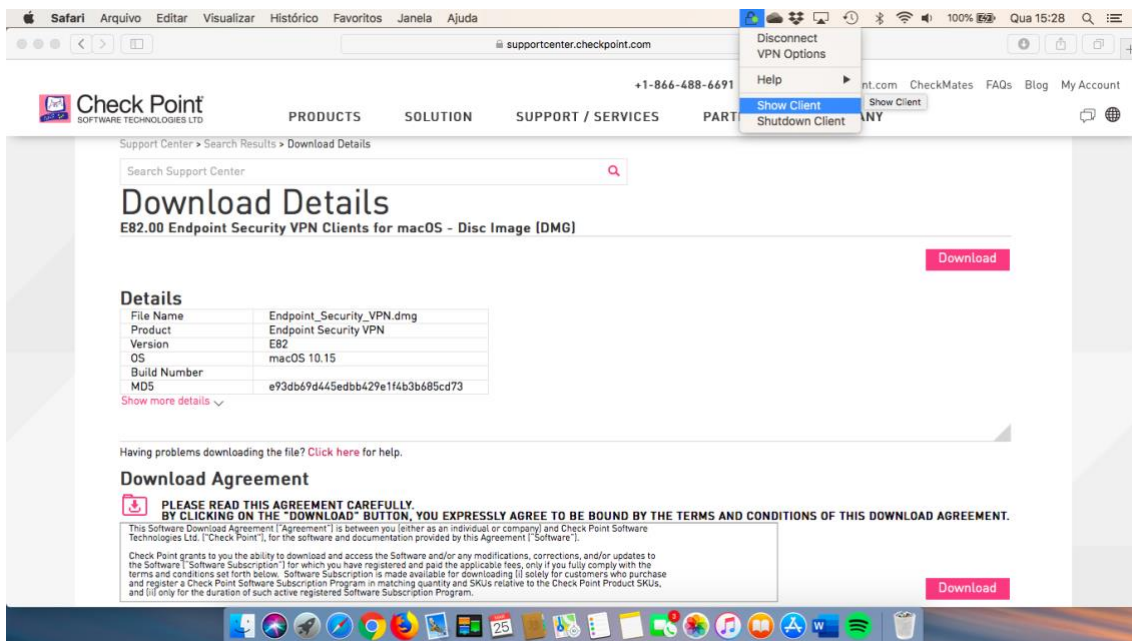 Safari Arquivo Editar Visualizar Histórico Favoritos Janela Ajuda 100% Qua 15:28
supportcenter.checkpoint.com
Disconnect
VPN Options
Help
Show Client
Shutdown Client
Show Client
+1-866-488-6691 nt.com CheckMates FAQs Blog My Account
Check Point
SOFTWARE TECHNOLOGIES LTD
PRODUCTS SOLUTION SUPPORT / SERVICES PART NY
Support Center > Search Results > Download Details
Search Support Center
Download Details
E82.00 Endpoint Security VPN Clients for macOS - Disc Image (DMG)
Download
Details
File Name Endpoint_Security_VPN.dmg
Product Endpoint Security VPN
Version E82
OS macOS 10.15
Build Number
MD5 e93db69d445edbb429e1f4b3b685cd73
Show more details
Having problems downloading the file? Click here for help.
Download Agreement
PLEASE READ THIS AGREEMENT CAREFULLY.
BY CLICKING ON THE "DOWNLOAD" BUTTON, YOU EXPRESSLY AGREE TO BE BOUND BY THE TERMS AND CONDITIONS OF THIS DOWNLOAD AGREEMENT.
This Software Download Agreement ("Agreement") is between you (either as an individual or company) and Check Point Software
Technologies Ltd. ("Check Point"), for the software and documentation provided by this Agreement ("Software").
Check Point grants to you the ability to download and access the Software and/or any modifications, corrections, and/or updates to
the Software ("Software Subscription") for which you have registered and paid the applicable fees, only if you fully comply with the
terms and conditions set forth below. Software Subscription is made available for downloading (i) solely for customers who purchase
and register a Check Point Software Subscription Program in matching quantity and SKUs relative to the Check Point Product SKUs,
and (ii) only for the duration of such active registered Software Subscription Program.
Download
25
3
W